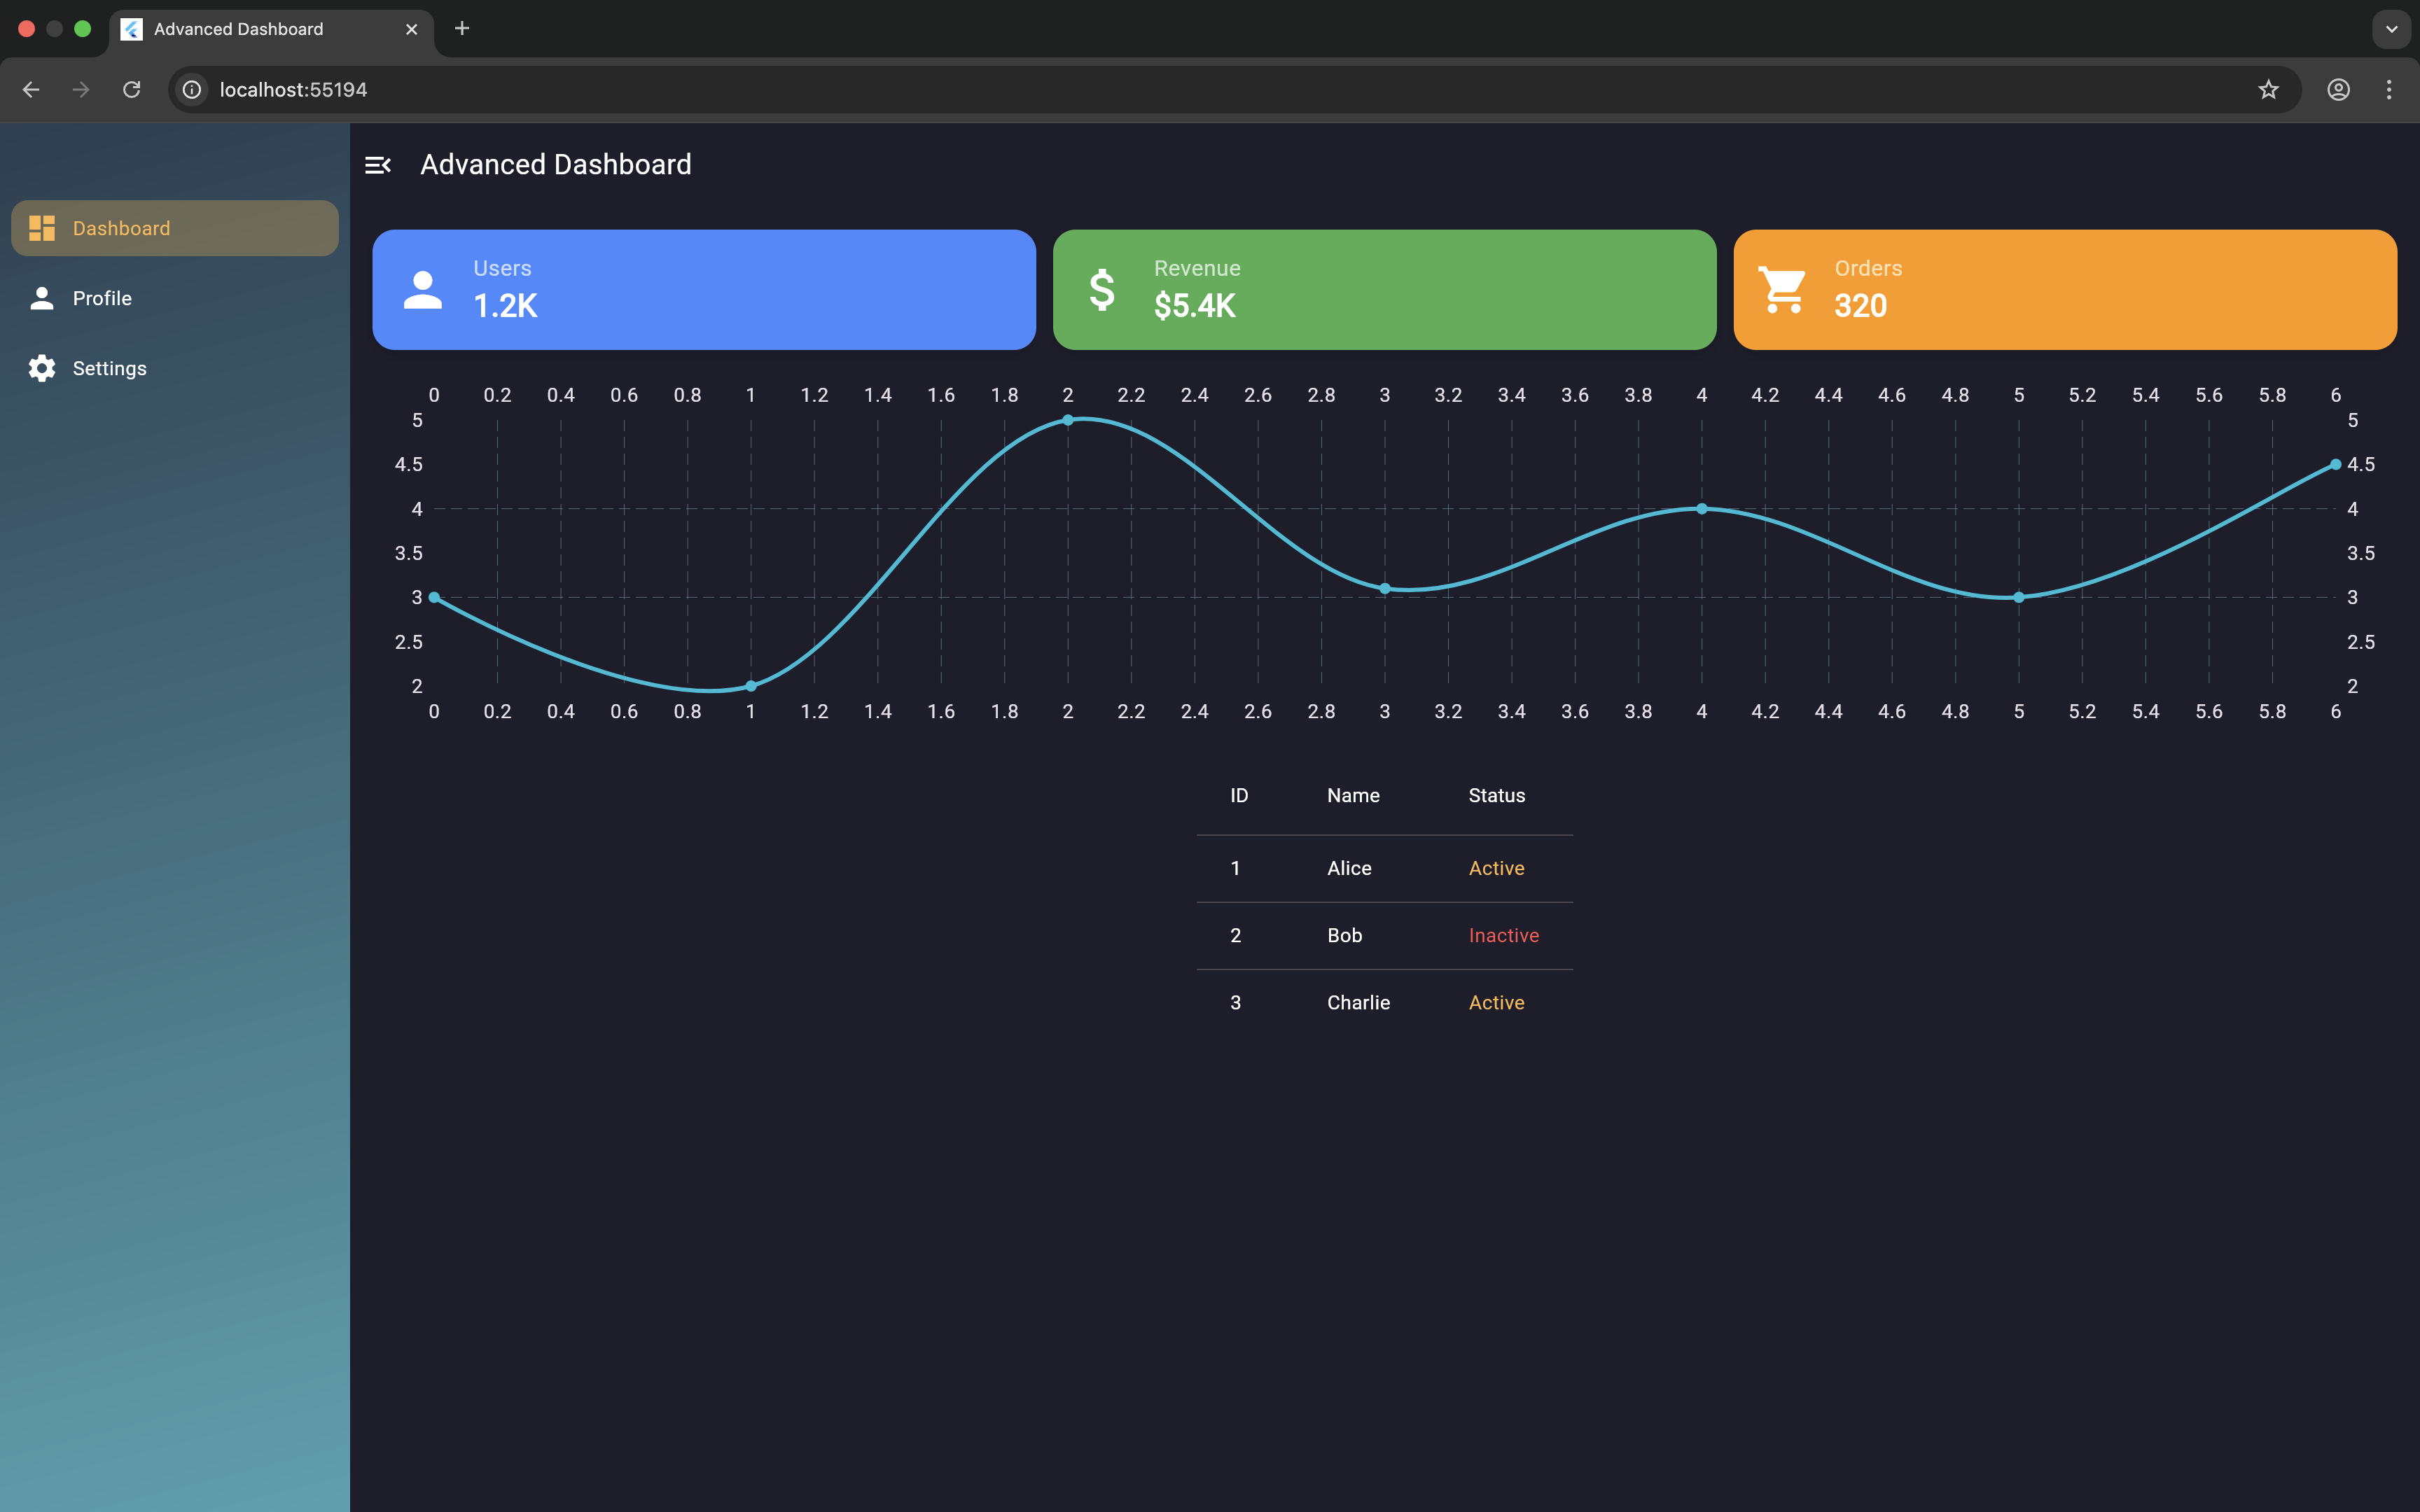 Advanced Dashboard
localhost:55194
Advanced Dashboard
Dashboard
Profile
Settings
Users
1.2K
Revenue
$5.4K
Orders
320
0 0.2 0.4 0.6 0.8 1 1.2 1.4 1.6 1.8 2 2.2 2.4 2.6 2.8 3 3.2 3.4 3.6 3.8 4 4.2 4.4 4.6 4.8 5 5.2 5.4 5.6 5.8 6
5 5
4.5 4.5
4 4
3.5 3.5
3 3
2.5 2.5
2 2
0 0.2 0.4 0.6 0.8 1 1.2 1.4 1.6 1.8 2 2.2 2.4 2.6 2.8 3 3.2 3.4 3.6 3.8 4 4.2 4.4 4.6 4.8 5 5.2 5.4 5.6 5.8 6
ID Name Status
1 Alice Active
2 Bob Inactive
3 Charlie Active